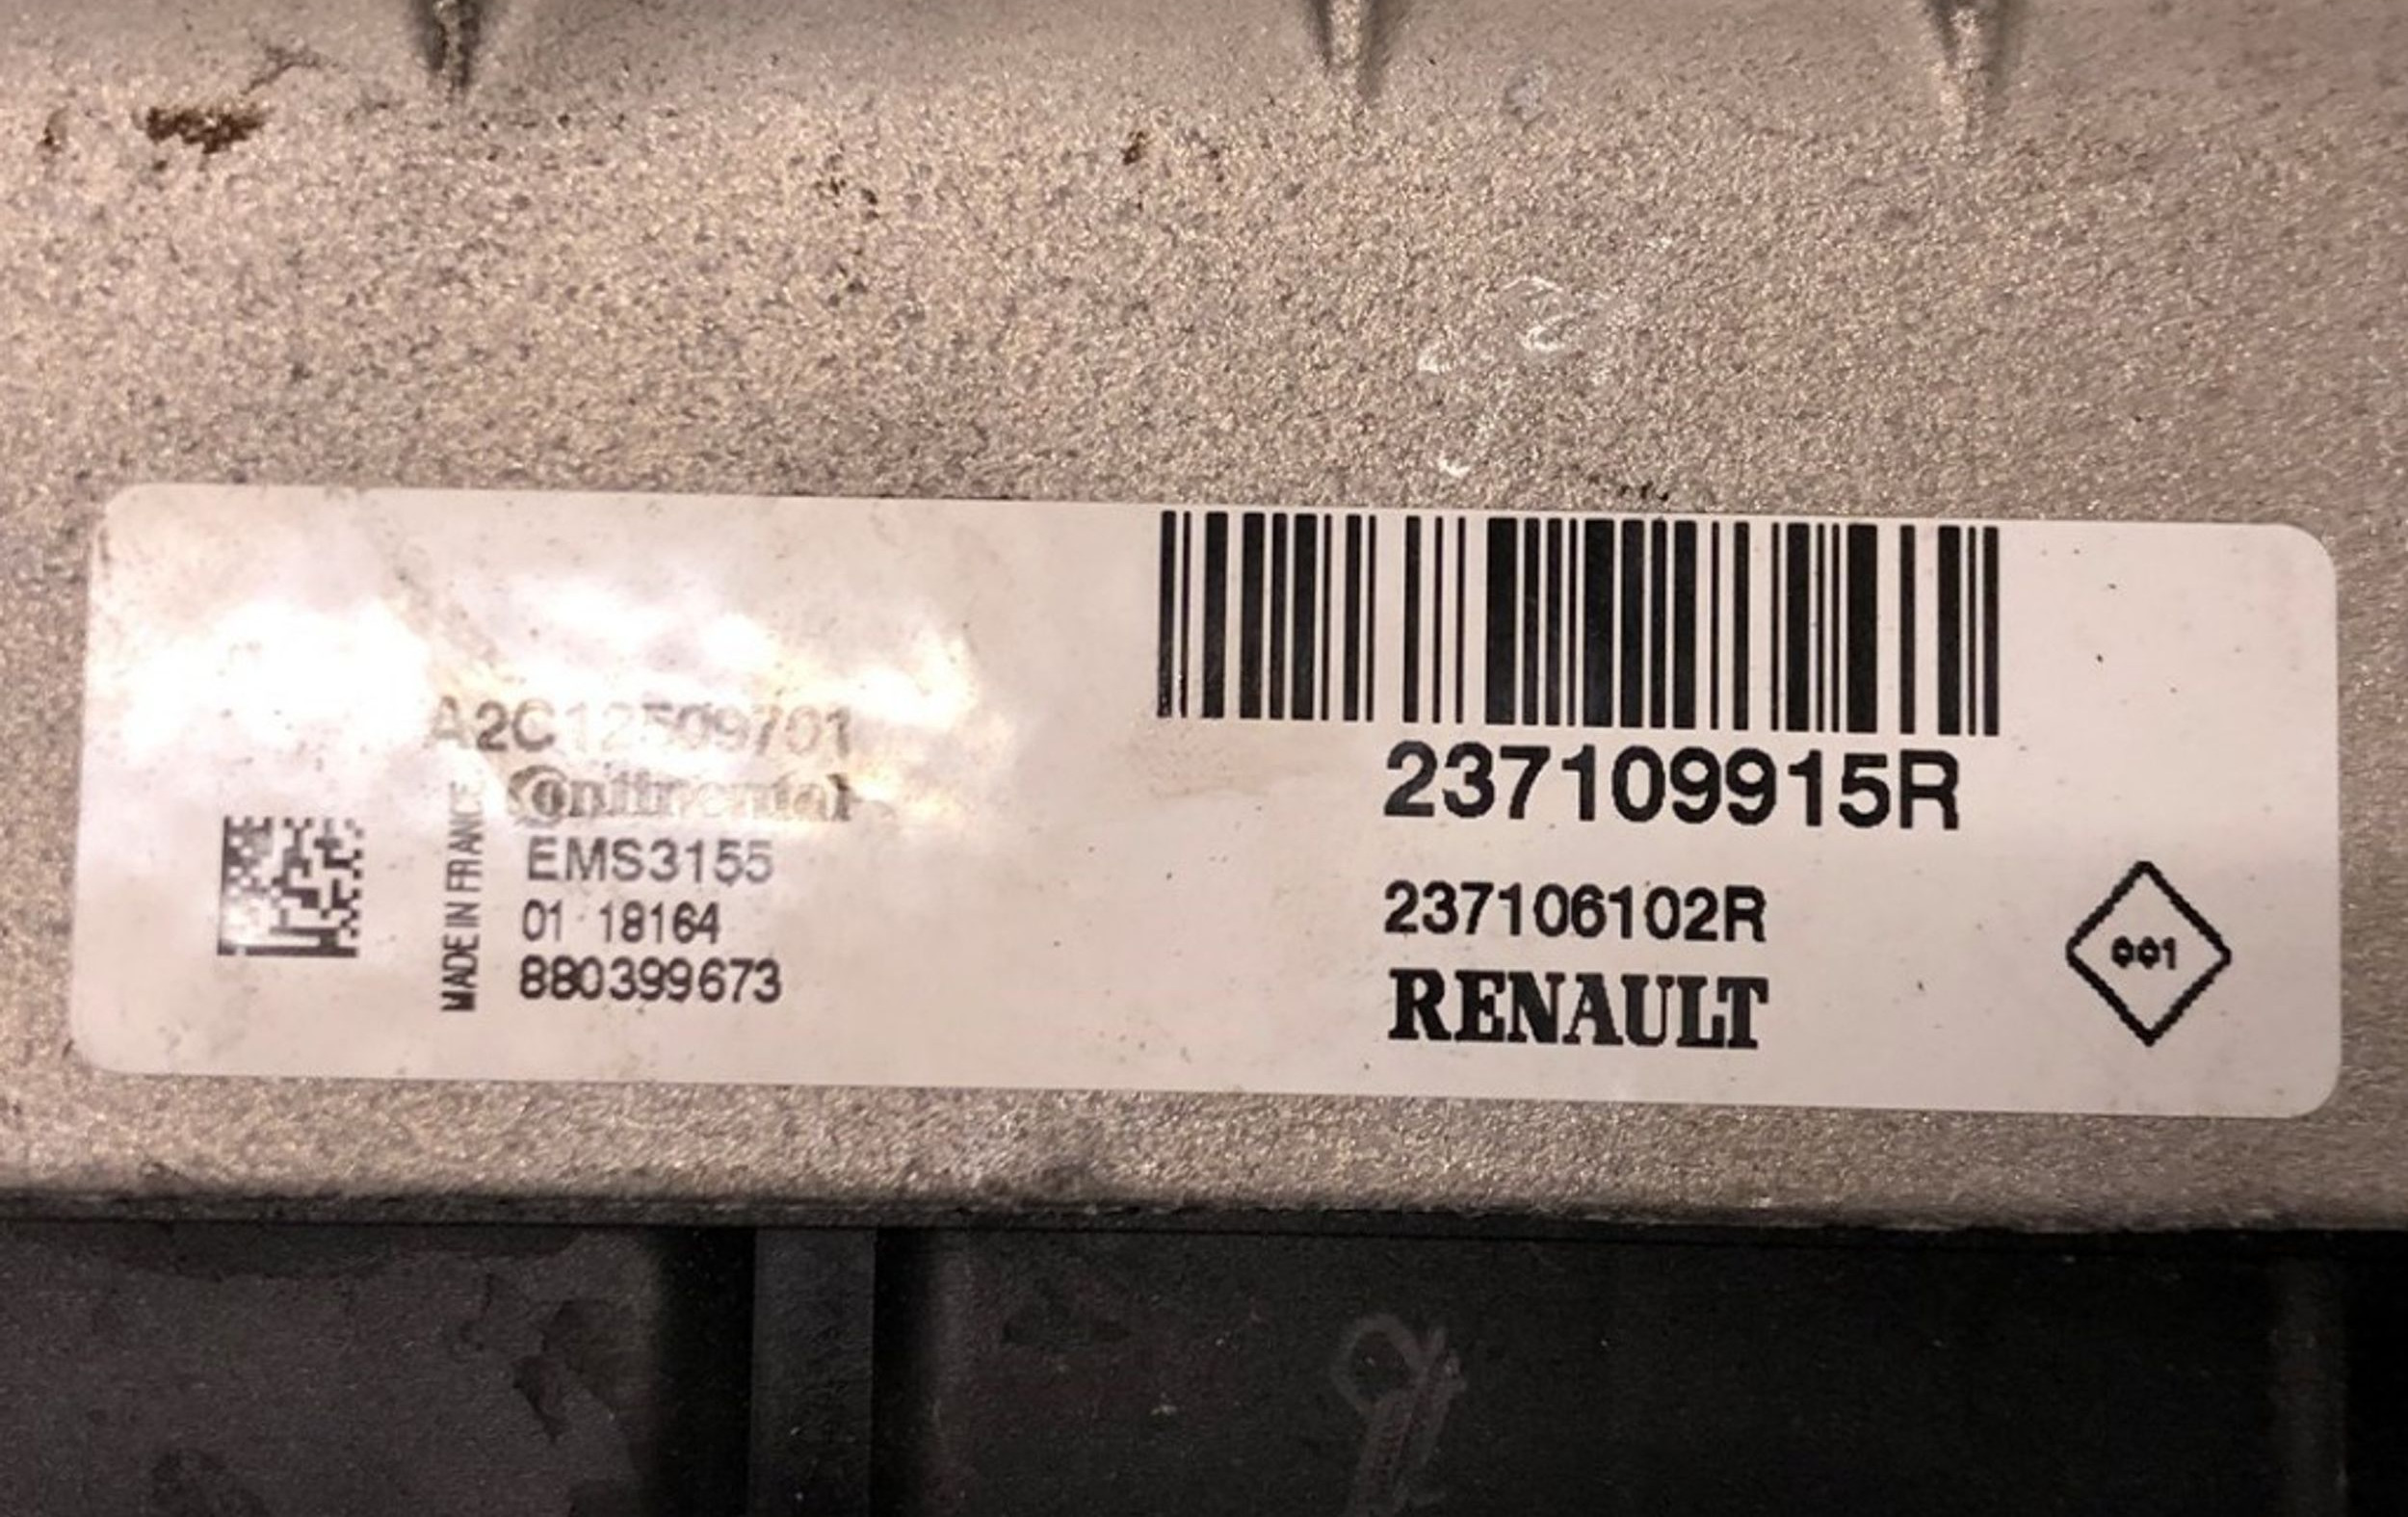 A2C12509701
Continental
MADE IN FRANCE
EMS3155
01 18164
880399673
237109915R
237106102R
RENAULT
001